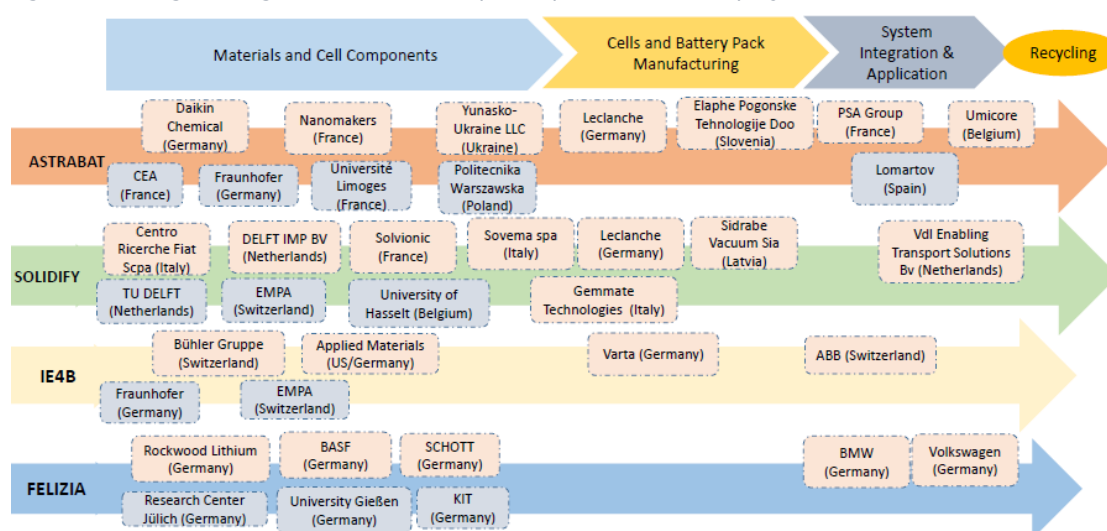 Materials and Cell Components
Cells and Battery Pack
Manufacturing
System
Integration &
Application
Recycling
ASTRABAT
Daikin
Chemical
(Germany)
Nanomakers
(France)
Yunasko-
Ukraine LLC
(Ukraine)
Leclanche
(Germany)
Elaphe Pogonske
Tehnologije Doo
(Slovenia)
PSA Group
(France)
Umicore
(Belgium)
CEA
(France)
Fraunhofer
(Germany)
Université
Limoges
(France)
Politecnika
Warszawska
(Poland)
Lomartov
(Spain)
SOLIDIFY
Centro
Ricerche Fiat
Scpa (Italy)
DELFT IMP BV
(Netherlands)
Solvionic
(France)
Sovema spa
(Italy)
Leclanche
(Germany)
Sidrabe
Vacuum Sia
(Latvia)
Vdl Enabling
Transport Solutions
Bv (Netherlands)
TU DELFT
(Netherlands)
EMPA
(Switzerland)
University of
Hasselt (Belgium)
Gemmate
Technologies (Italy)
IE4B
Bühler Gruppe
(Switzerland)
Applied Materials
(US/Germany)
Varta (Germany)
ABB (Switzerland)
Fraunhofer
(Germany)
EMPA
(Switzerland)
FELIZIA
Rockwood Lithium
(Germany)
BASF
(Germany)
SCHOTT
(Germany)
BMW
(Germany)
Volkswagen
(Germany)
Research Center
Jülich (Germany)
University Gießen
(Germany)
KIT
(Germany)